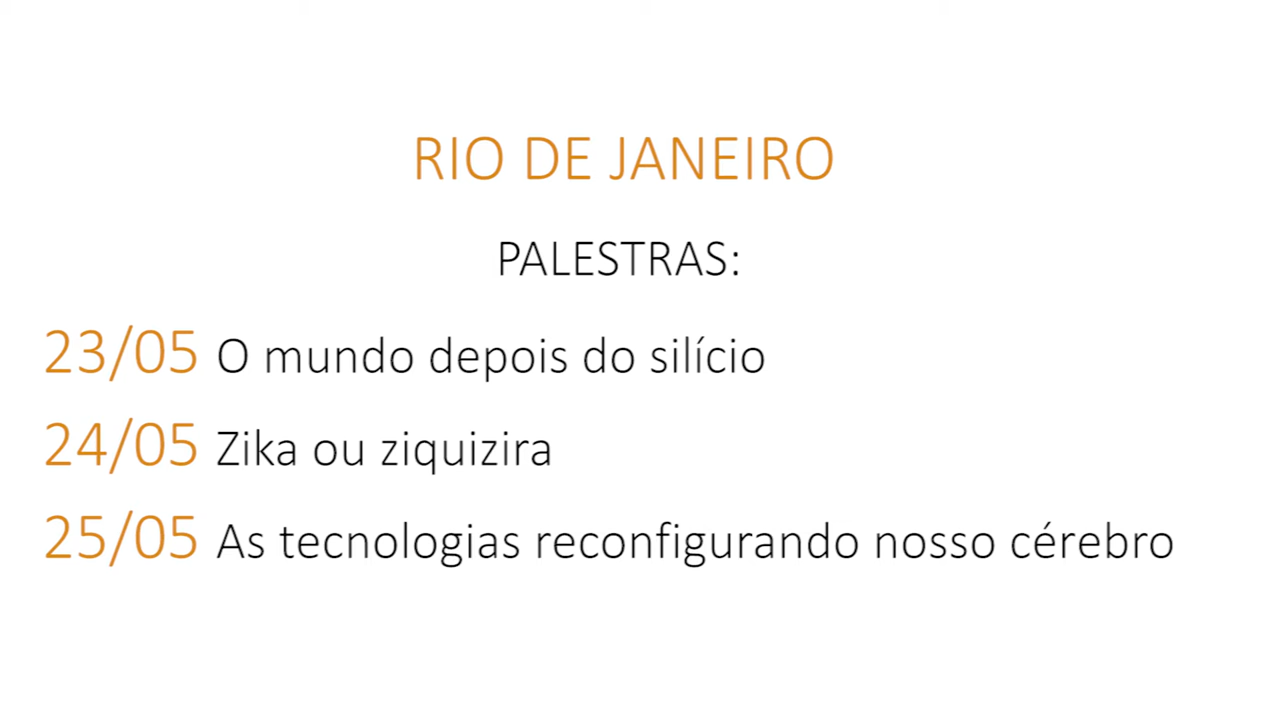 RIO DE JANEIRO
PALESTRAS:
23/05 O mundo depois do silício
24/05 Zika ou ziquizira
25/05 As tecnologias reconfigurando nosso cérebro